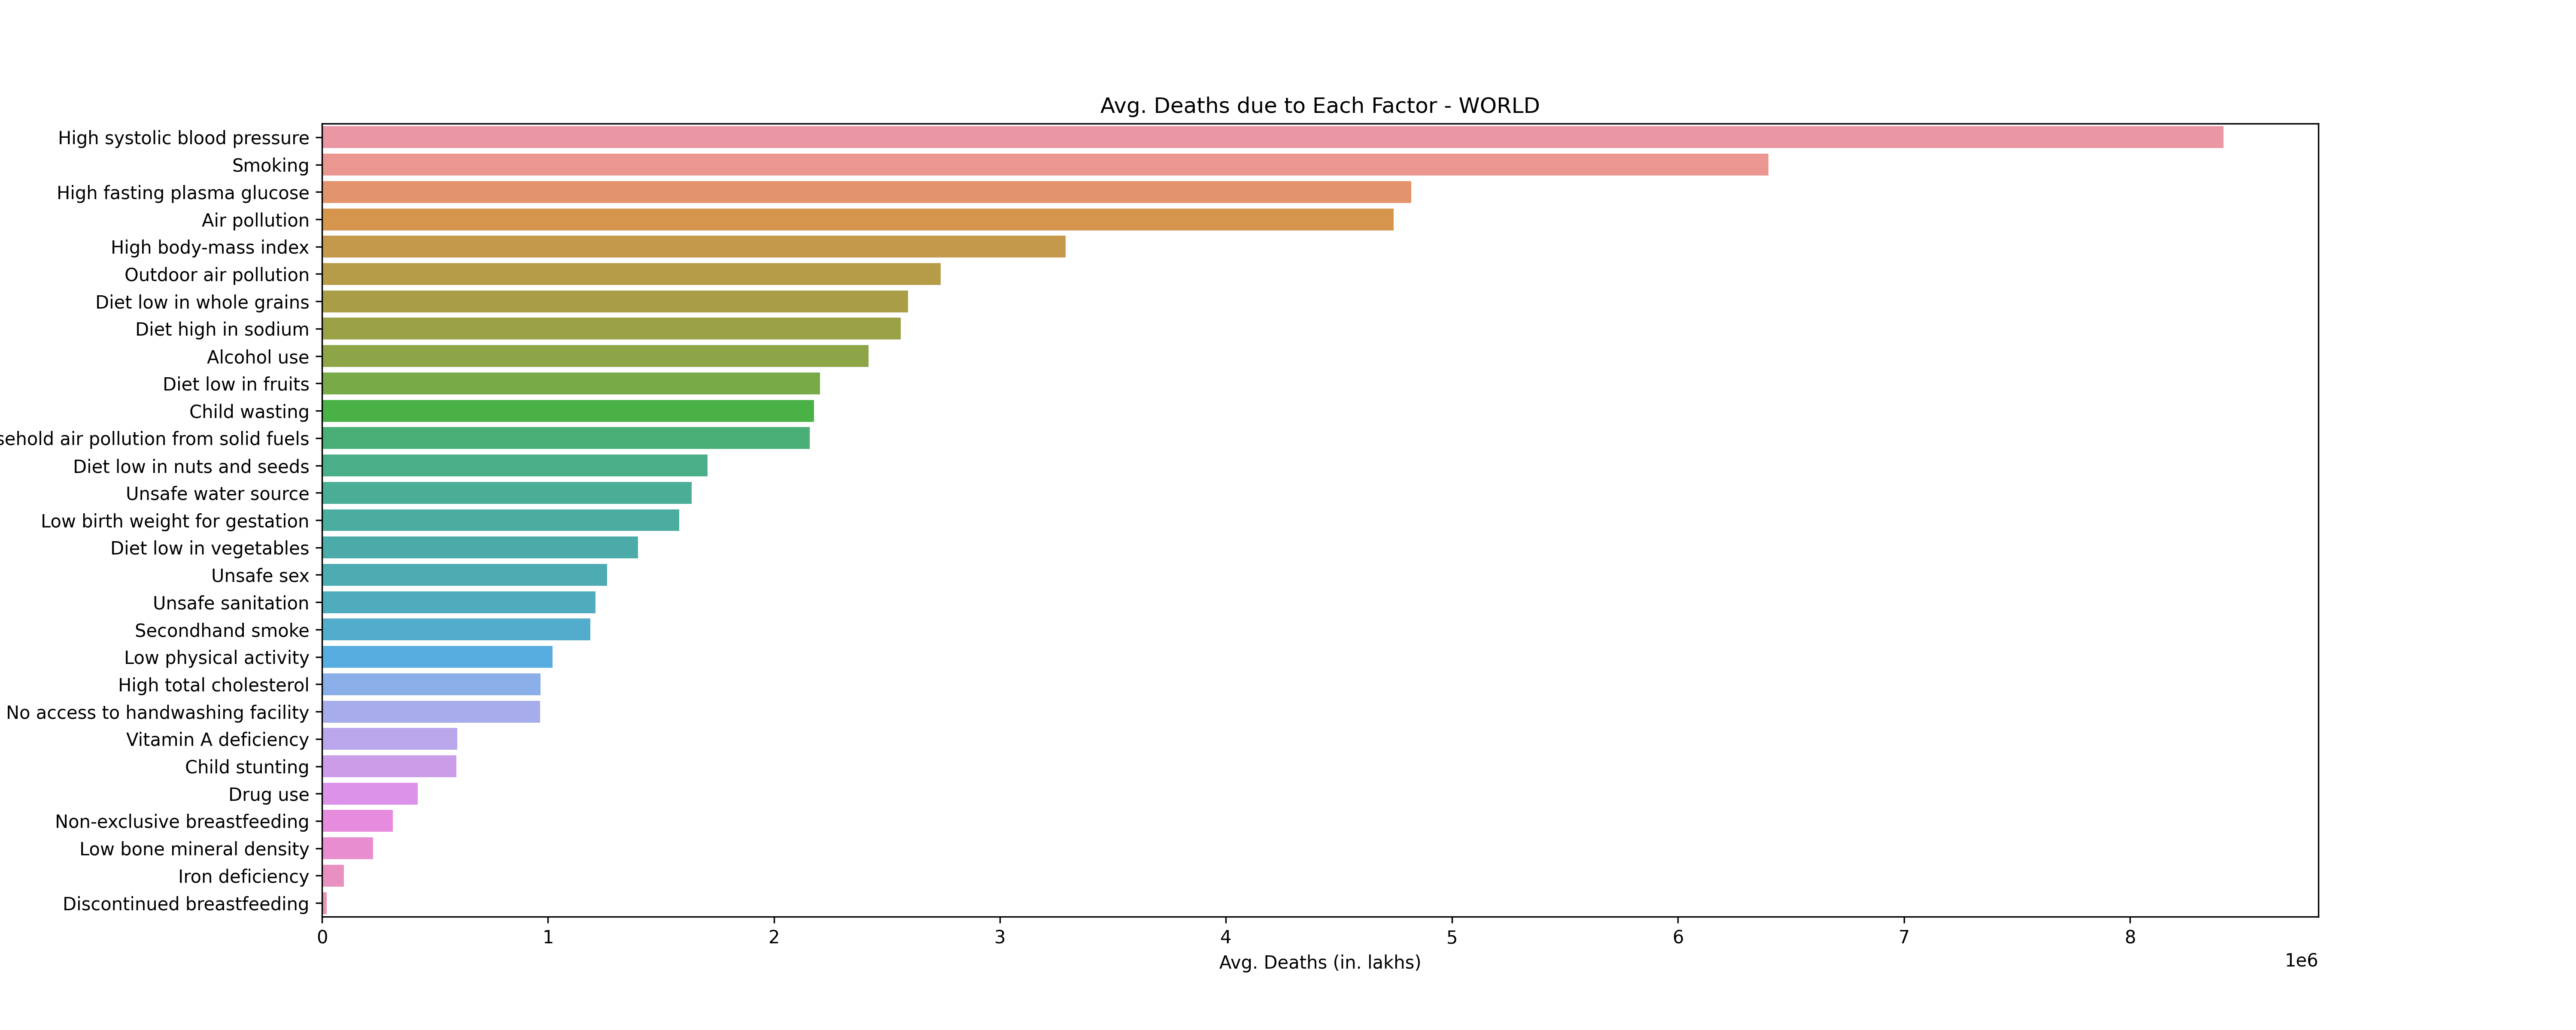 Avg. Deaths due to Each Factor - WORLD
High systolic blood pressure
Smoking
High fasting plasma glucose
Air pollution
High body-mass index
Outdoor air pollution
Diet low in whole grains
Diet high in sodium
Alcohol use
Diet low in fruits
Child wasting
sehold air pollution from solid fuels
Diet low in nuts and seeds
Unsafe water source
Low birth weight for gestation
Diet low in vegetables
Unsafe sex
Unsafe sanitation
Secondhand smoke
Low physical activity
High total cholesterol
No access to handwashing facility
Vitamin A deficiency
Child stunting
Drug use
Non-exclusive breastfeeding
Low bone mineral density
Iron deficiency
Discontinued breastfeeding
0 1 2 3 4 5 6 7 8
Avg. Deaths (in. lakhs)
1e6